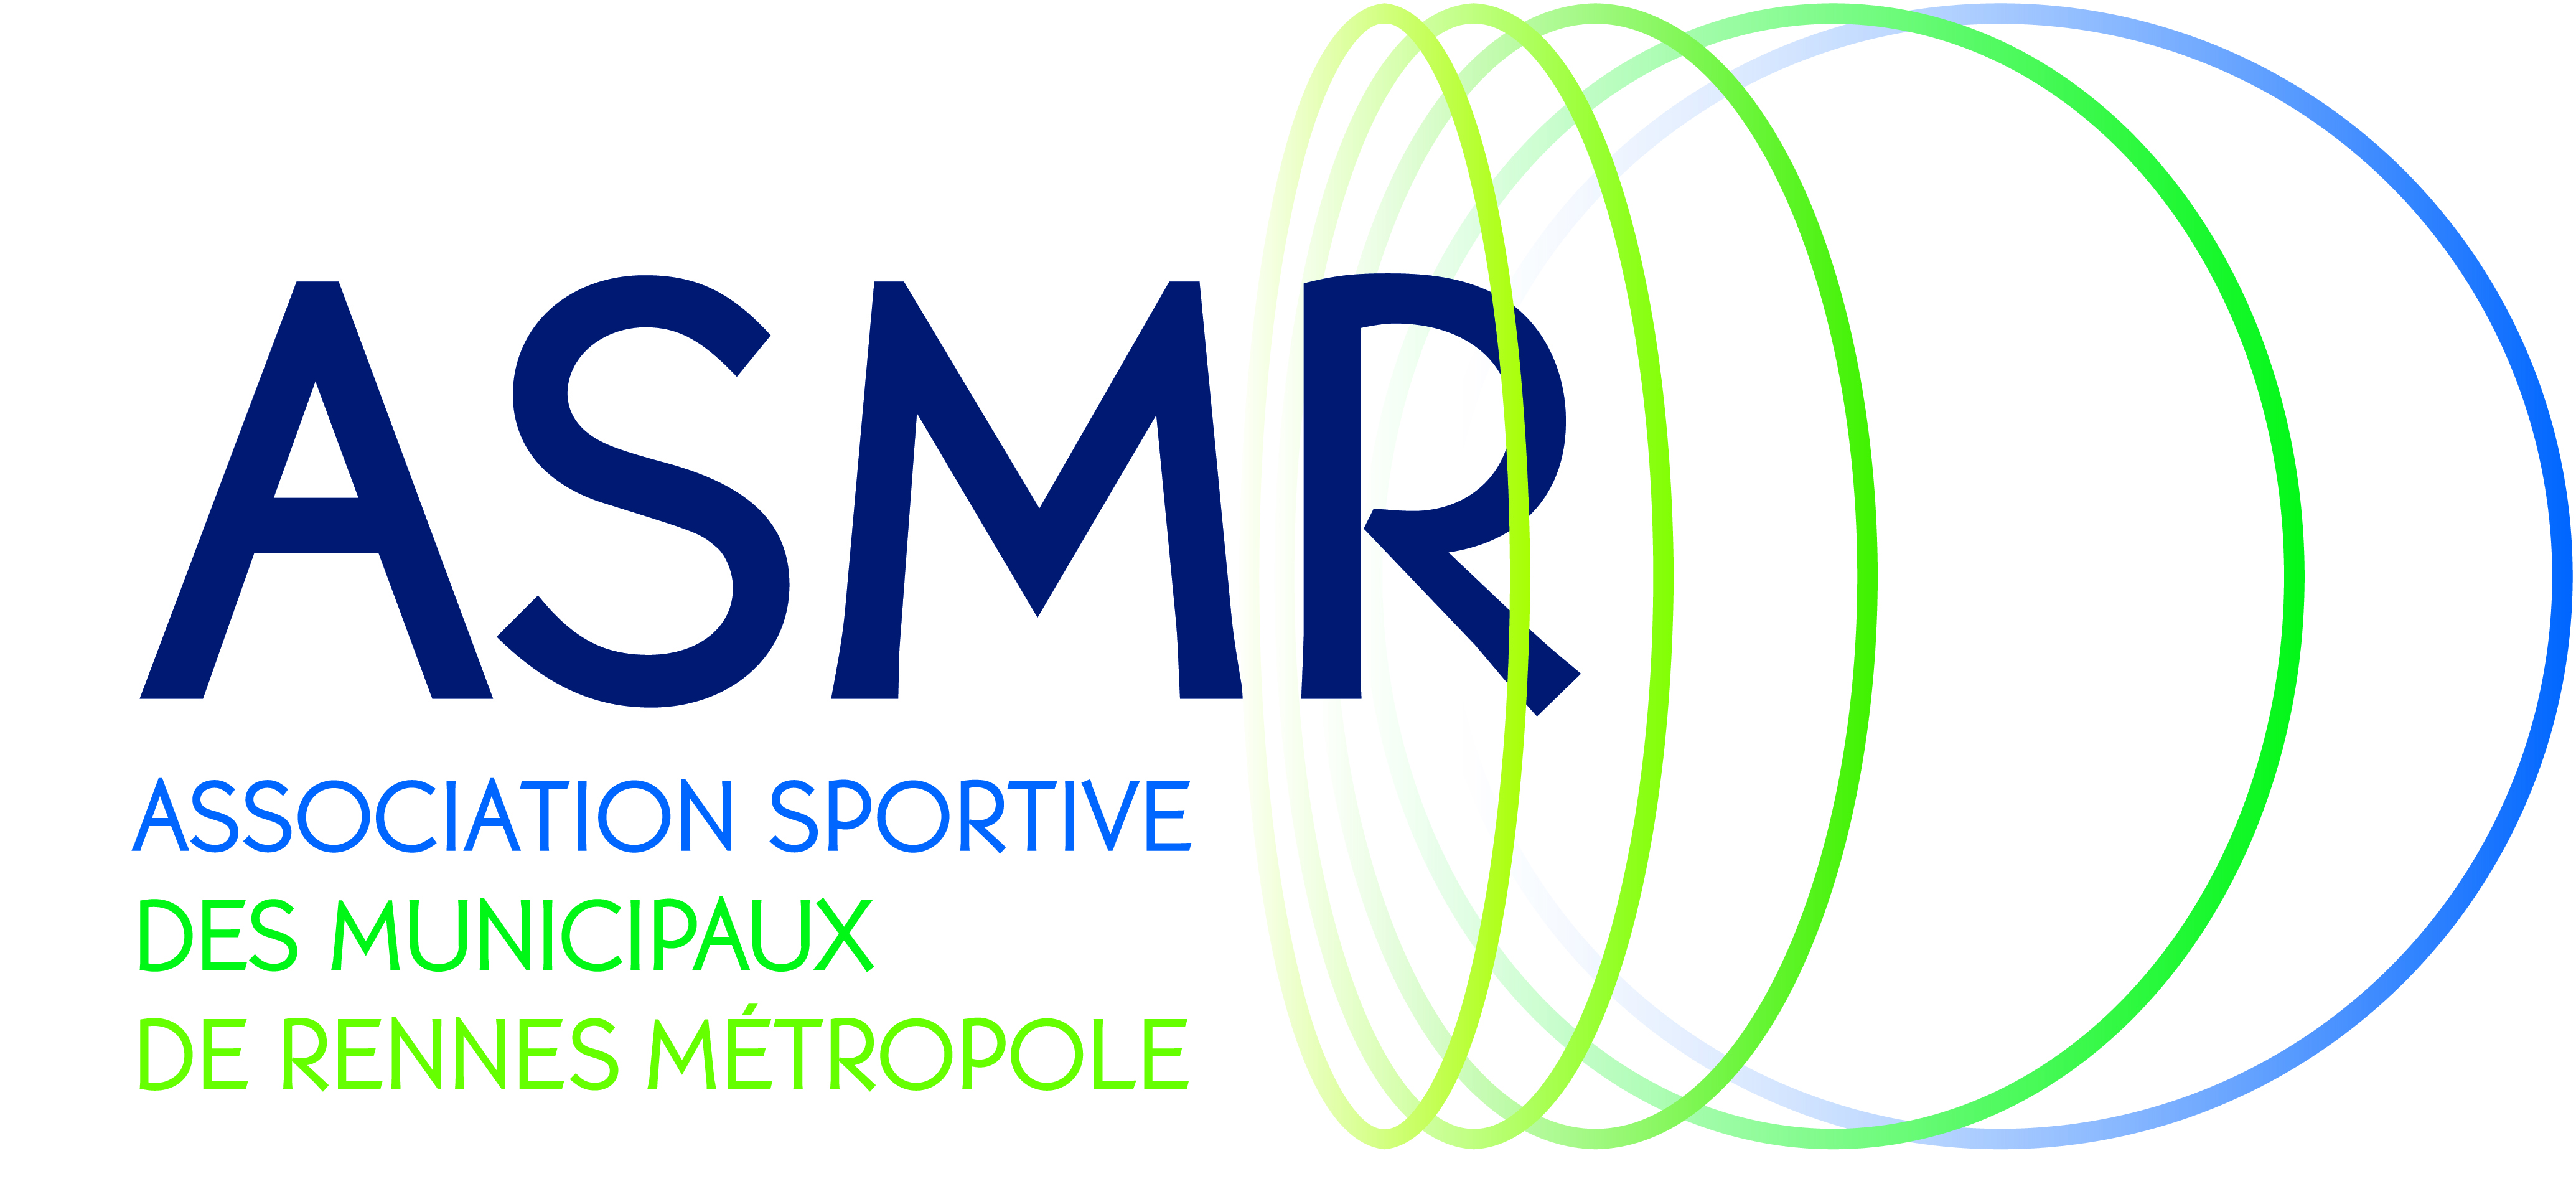 ASMR
ASSOCIATION SPORTIVE
DES MUNICIPAUX
DE RENNES MÉTROPOLE